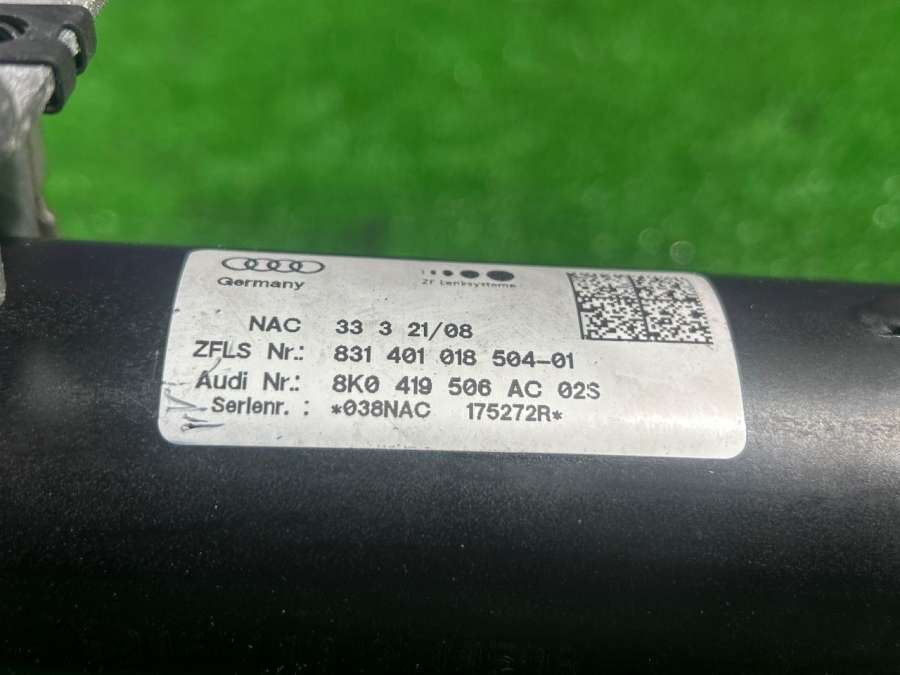 Germany
ZF Lenksysteme
NAC 33 3 21/08
ZFLS Nr.: 831 401 018 504-01
Audi Nr.: 8K0 419 506 AC 02S
Serienr. : *038NAC 175272R*